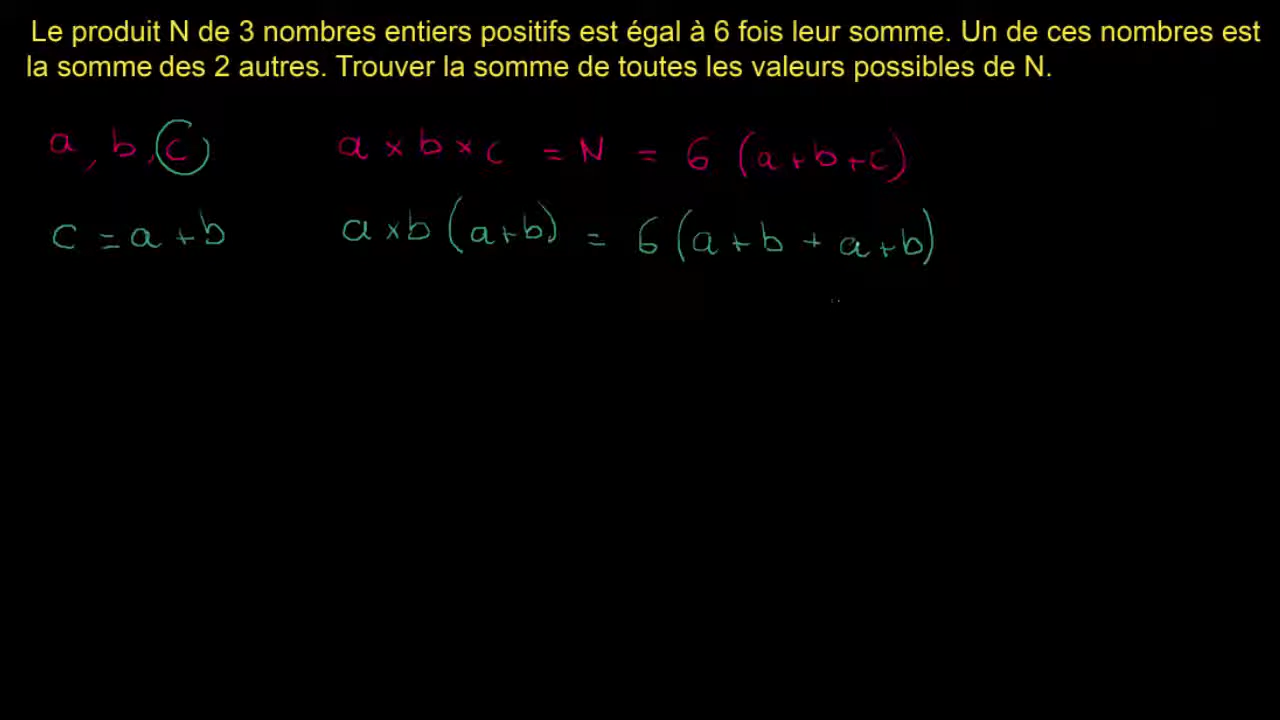 Le produit N de 3 nombres entiers positifs est égal à 6 fois leur somme. Un de ces nombres est
la somme des 2 autres. Trouver la somme de toutes les valeurs possibles de N.
a, b, c a × b × c = N = 6 (a+b+c)
c = a + b a × b (a+b) = 6 (a + b + a + b)